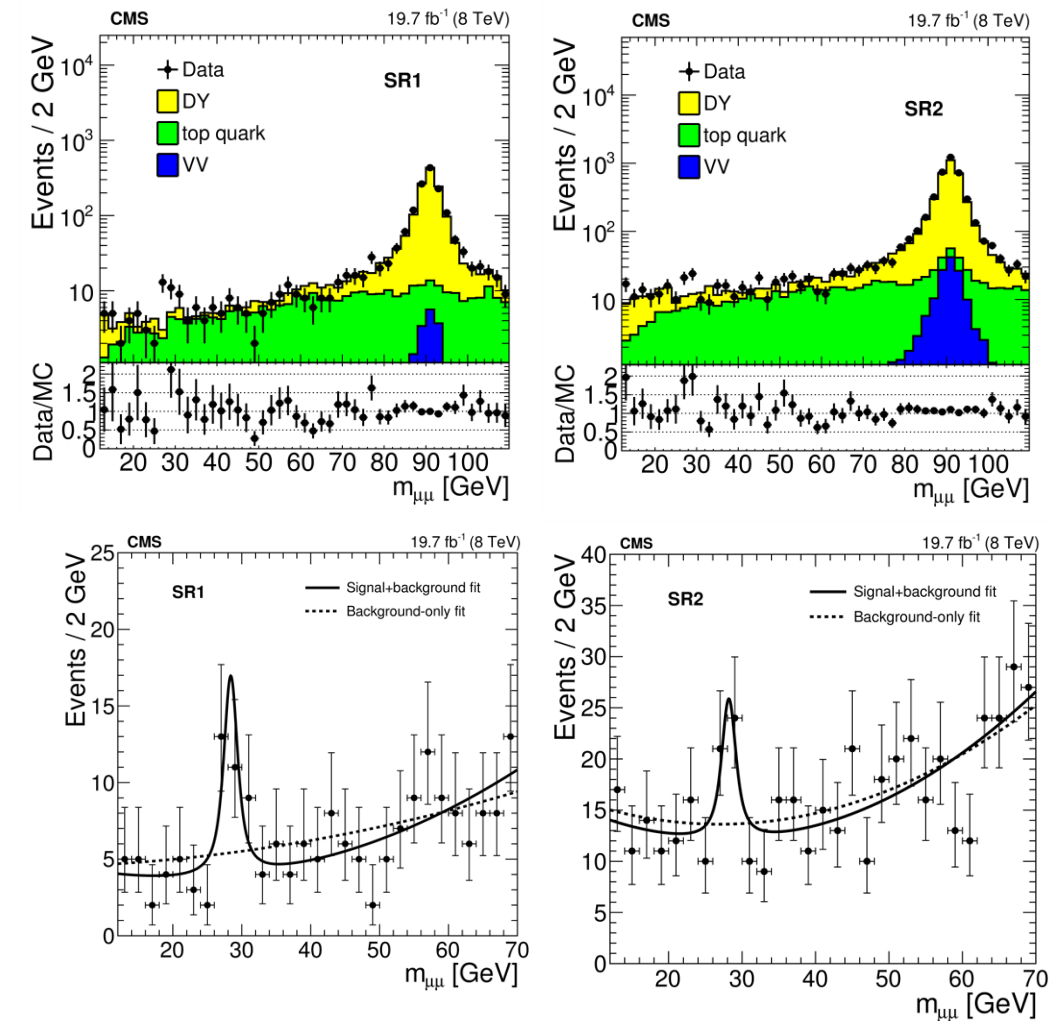 CMS 19.7 fb⁻¹ (8 TeV)
Events / 2 GeV
10⁴
10³
10²
10
Data
DY
top quark
VV
SR1
Data/MC
2
1.5
1
0.5
0
20 30 40 50 60 70 80 90 100
m_μμ [GeV]
CMS 19.7 fb⁻¹ (8 TeV)
Events / 2 GeV
10⁴
10³
10²
10
Data
DY
top quark
VV
SR2
Data/MC
2
1.5
1
0.5
0
20 30 40 50 60 70 80 90 100
m_μμ [GeV]
CMS 19.7 fb⁻¹ (8 TeV)
Events / 2 GeV
25
20
15
10
5
0
SR1
Signal+background fit
Background-only fit
20 30 40 50 60 70
m_μμ [GeV]
CMS 19.7 fb⁻¹ (8 TeV)
Events / 2 GeV
40
35
30
25
20
15
10
5
0
SR2
Signal+background fit
Background-only fit
20 30 40 50 60 70
m_μμ [GeV]